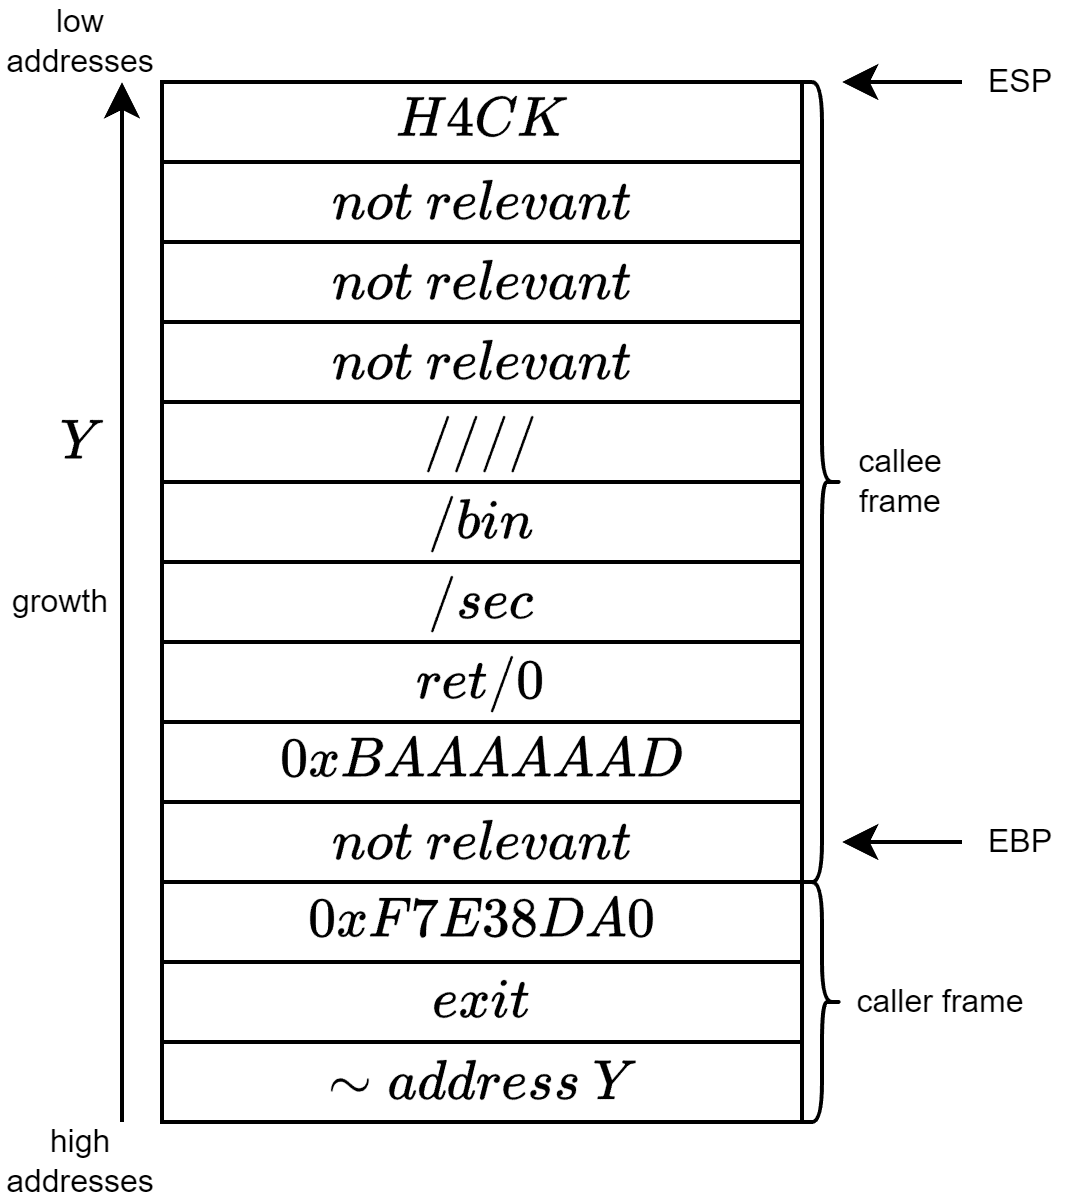 low
addresses
ESP
H4CK
not relevant
not relevant
not relevant
Y
////
callee
frame
/bin
growth
/sec
ret/0
0xBAAAAAAD
not relevant
EBP
0xF7E38DA0
exit
caller frame
~ address Y
high
addresses